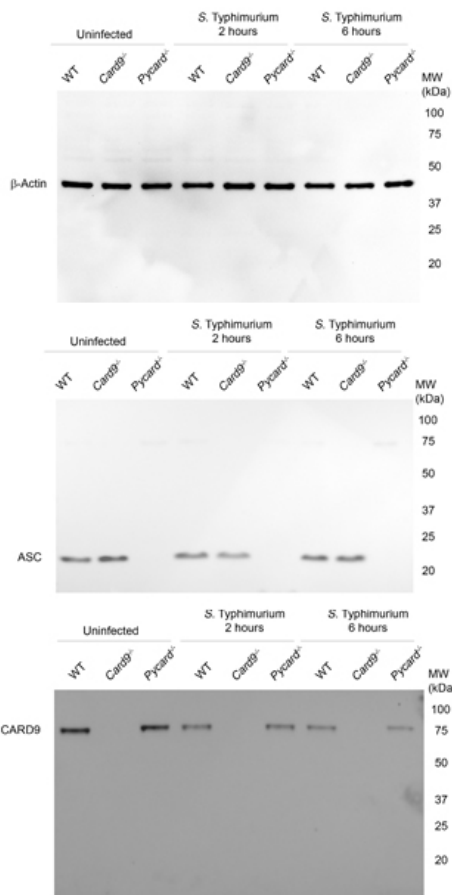 Uninfected
S. Typhimurium
2 hours
S. Typhimurium
6 hours
WT Card9-/- Pycard-/- WT Card9-/- Pycard-/- WT Card9-/- Pycard-/-
MW
(kDa)
100
75
50
β-Actin
37
25
20
Uninfected
S. Typhimurium
2 hours
S. Typhimurium
6 hours
WT Card9-/- Pycard-/- WT Card9-/- Pycard-/- WT Card9-/- Pycard-/-
MW
(kDa)
100
75
50
37
25
ASC
20
Uninfected
S. Typhimurium
2 hours
S. Typhimurium
6 hours
WT Card9-/- Pycard-/- WT Card9-/- Pycard-/- WT Card9-/- Pycard-/-
MW
(kDa
100
CARD9 75
50
37
25
20